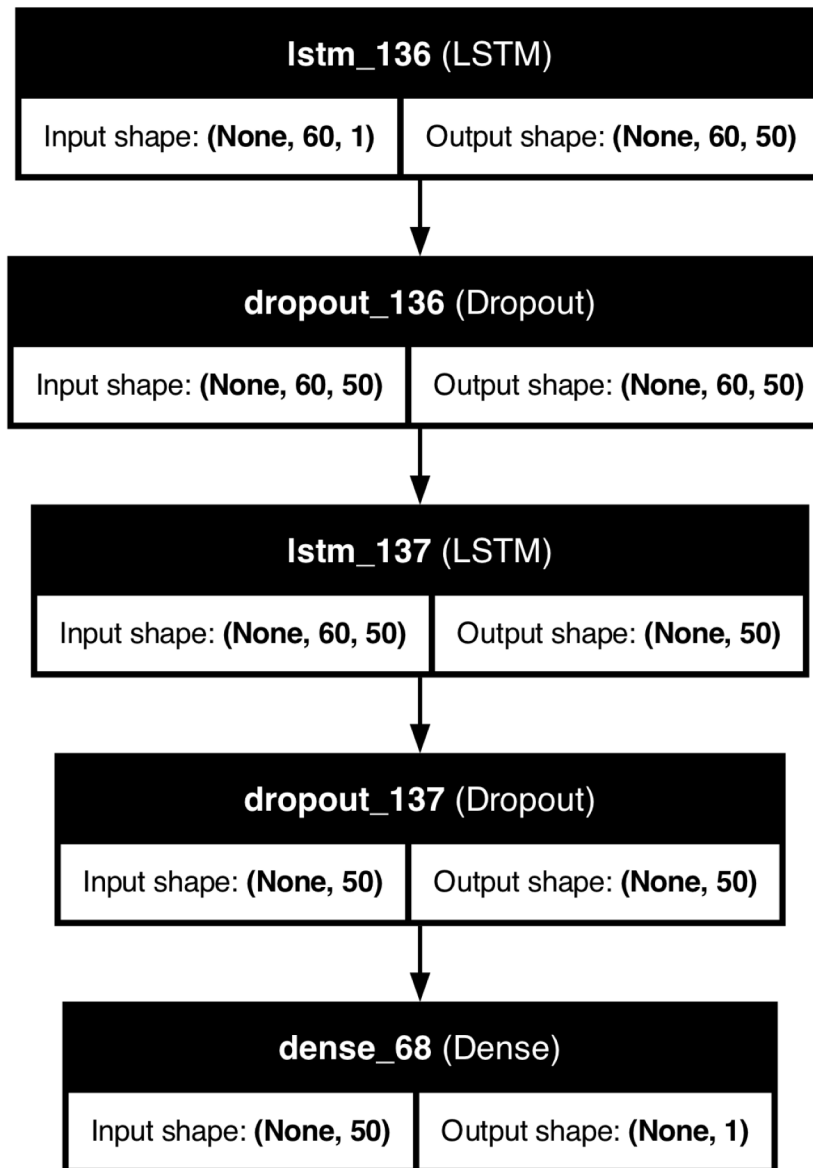 lstm_136 (LSTM)
Input shape: (None, 60, 1) Output shape: (None, 60, 50)
dropout_136 (Dropout)
Input shape: (None, 60, 50) Output shape: (None, 60, 50)
lstm_137 (LSTM)
Input shape: (None, 60, 50) Output shape: (None, 50)
dropout_137 (Dropout)
Input shape: (None, 50) Output shape: (None, 50)
dense_68 (Dense)
Input shape: (None, 50) Output shape: (None, 1)